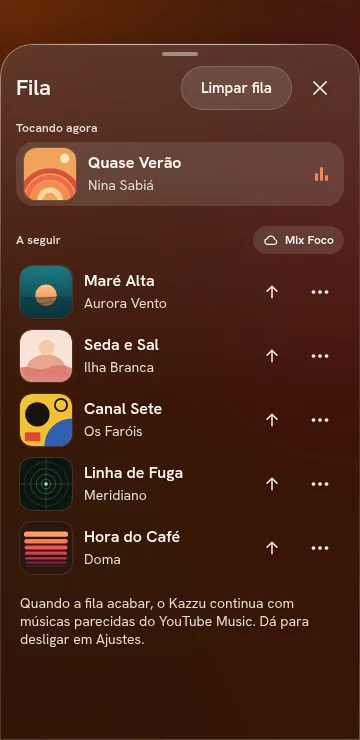 Fila
Limpar fila
Tocando agora
Quase Verão
Nina Sabiá
A seguir
Mix Foco
Maré Alta
Aurora Vento
Seda e Sal
Ilha Branca
Canal Sete
Os Faróis
Linha de Fuga
Meridiano
Hora do Café
Doma
Quando a fila acabar, o Kazzu continua com
músicas parecidas do YouTube Music. Dá para
desligar em Ajustes.